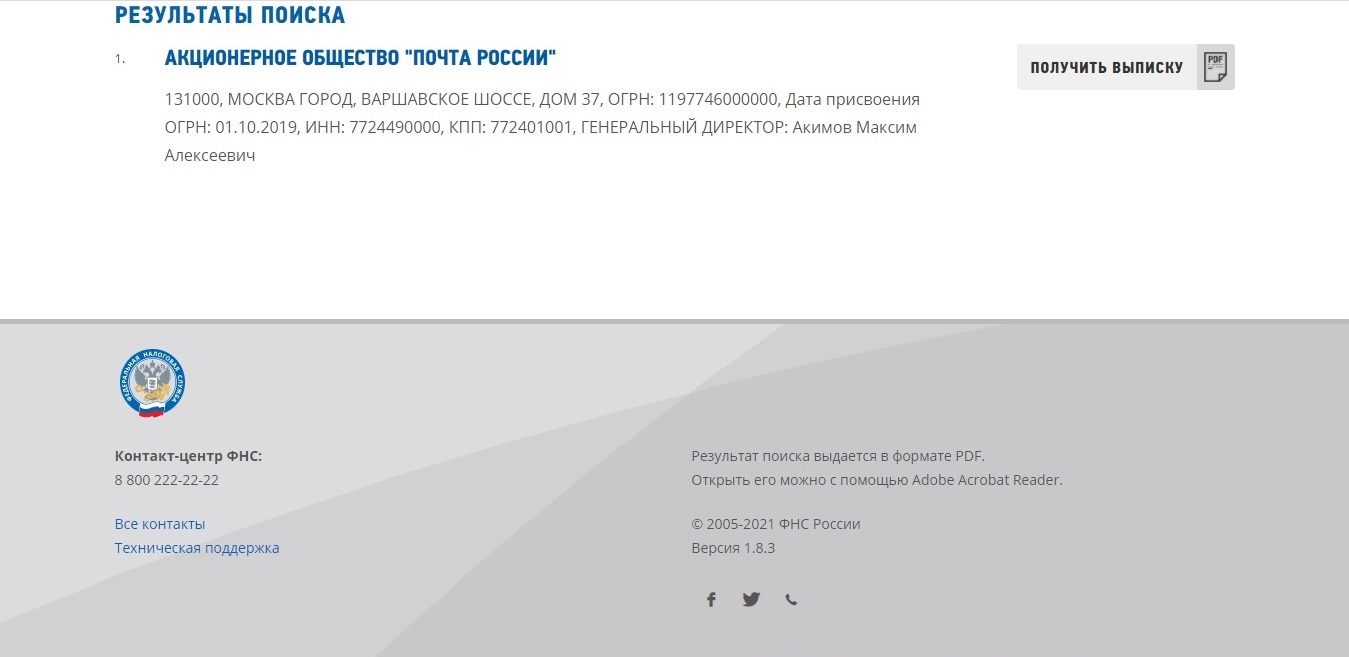 РЕЗУЛЬТАТЫ ПОИСКА
1.
АКЦИОНЕРНОЕ ОБЩЕСТВО "ПОЧТА РОССИИ"
ПОЛУЧИТЬ ВЫПИСКУ
PDF
131000, МОСКВА ГОРОД, ВАРШАВСКОЕ ШОССЕ, ДОМ 37, ОГРН: 1197746000000, Дата присвоения
ОГРН: 01.10.2019, ИНН: 7724490000, КПП: 772401001, ГЕНЕРАЛЬНЫЙ ДИРЕКТОР: Акимов Максим
Алексеевич
ФЕДЕРАЛЬНАЯ НАЛОГОВАЯ СЛУЖБА
Контакт-центр ФНС:
8 800 222-22-22
Все контакты
Техническая поддержка
Результат поиска выдается в формате PDF.
Открыть его можно с помощью Adobe Acrobat Reader.
© 2005-2021 ФНС России
Версия 1.8.3